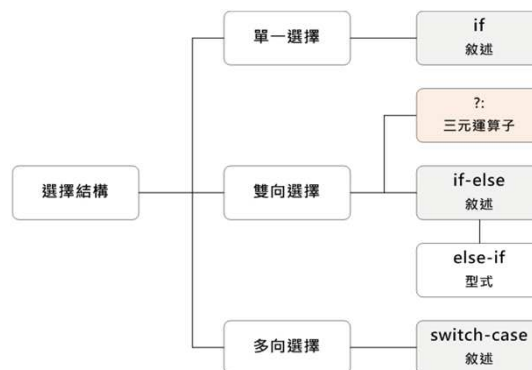 選擇結構
單一選擇
if
敘述
雙向選擇
?:
三元運算子
if-else
敘述
else-if
型式
多向選擇
switch-case
敘述